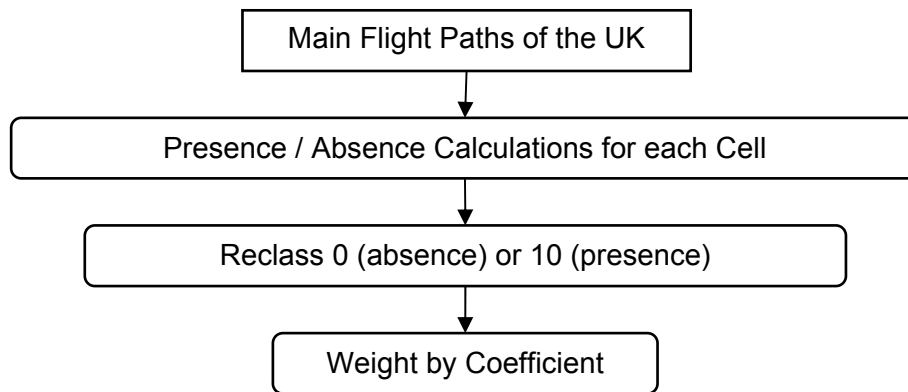 Main Flight Paths of the UK
Presence / Absence Calculations for each Cell
Reclass 0 (absence) or 10 (presence)
Weight by Coefficient